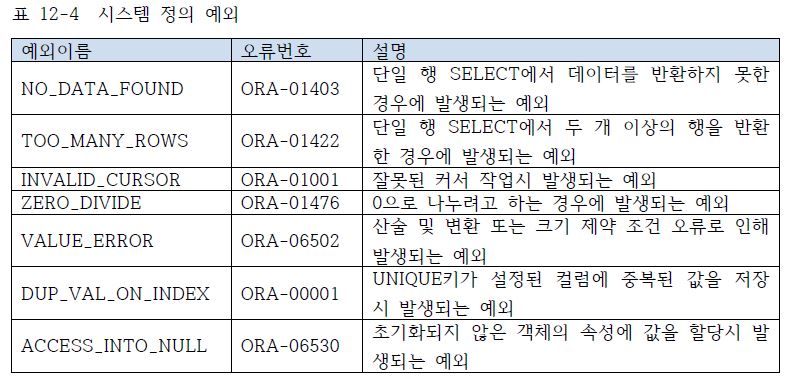 표 12-4 시스템 정의 예외
예외이름 오류번호 설명
NO_DATA_FOUND ORA-01403 단일 행 SELECT에서 데이터를 반환하지 못한
경우에 발생되는 예외
TOO_MANY_ROWS ORA-01422 단일 행 SELECT에서 두 개 이상의 행을 반환
한 경우에 발생되는 예외
INVALID_CURSOR ORA-01001 잘못된 커서 작업시 발생되는 예외
ZERO_DIVIDE ORA-01476 0으로 나누려고 하는 경우에 발생되는 예외
VALUE_ERROR ORA-06502 산술 및 변환 또는 크기 제약 조건 오류로 인해
발생되는 예외
DUP_VAL_ON_INDEX ORA-00001 UNIQUE키가 설정된 컬럼에 중복된 값을 저장
시 발생되는 예외
ACCESS_INTO_NULL ORA-06530 초기화되지 않은 객체의 속성에 값을 할당시 발
생되는 예외